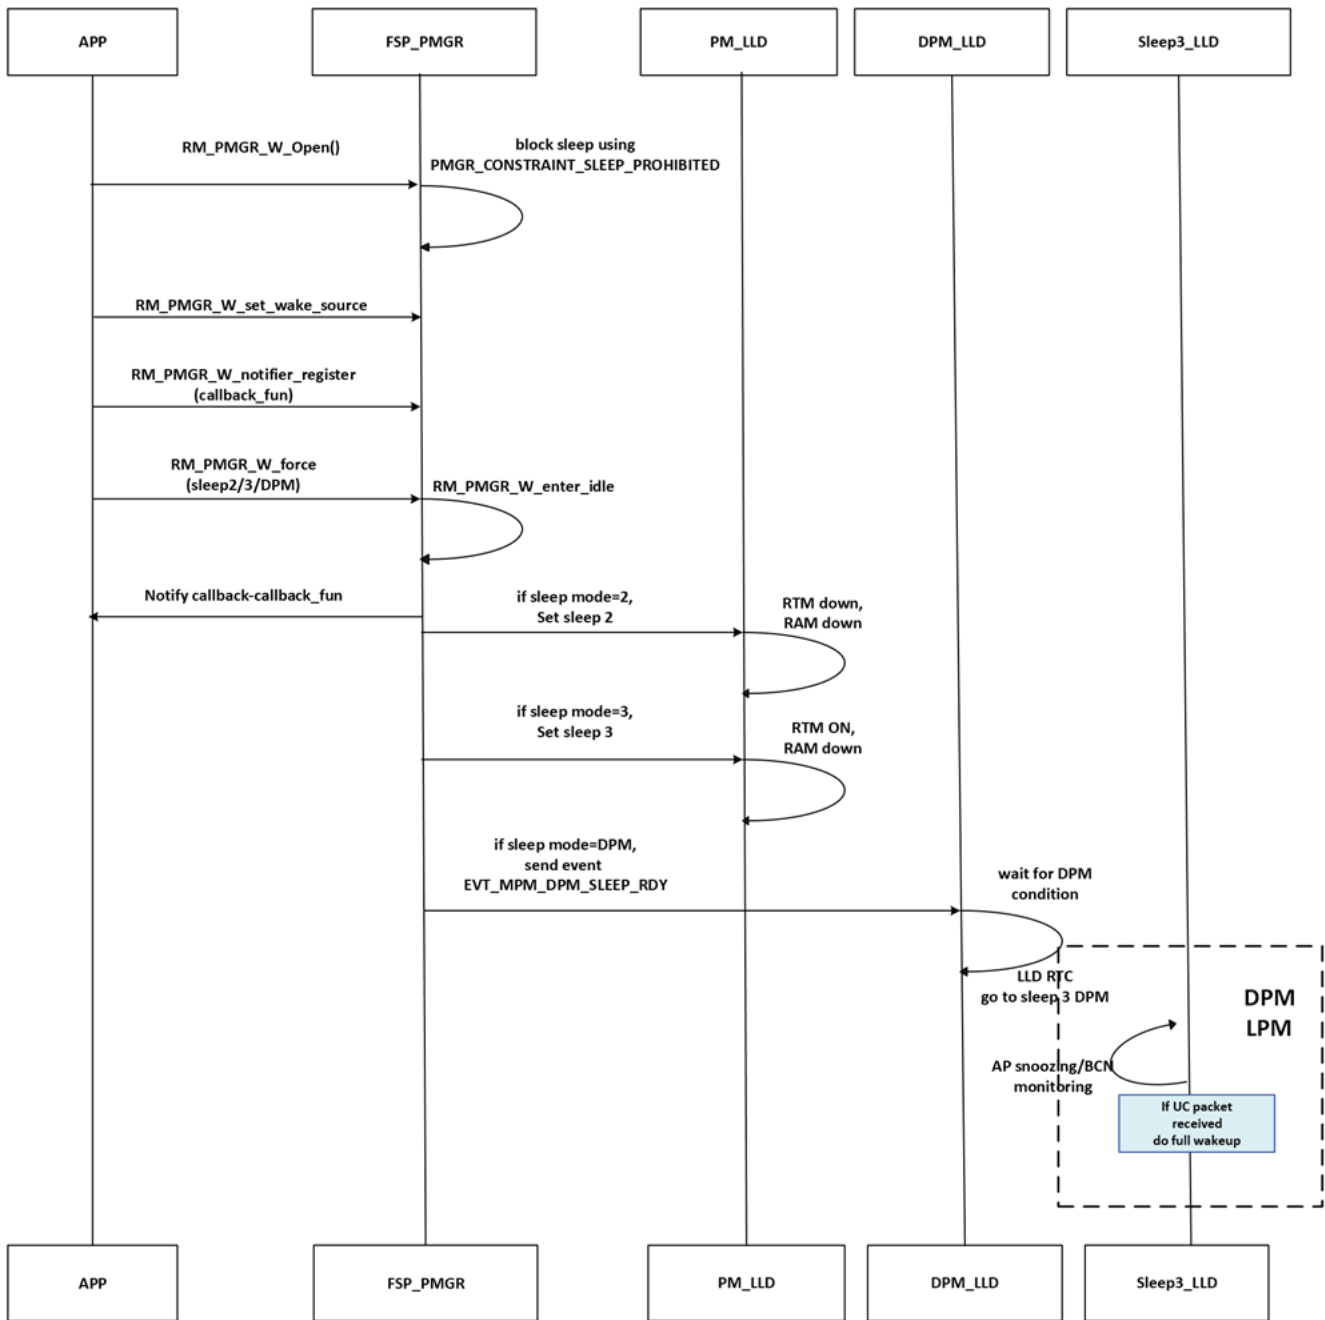 APP
FSP_PMGR
PM_LLD
DPM_LLD
Sleep3_LLD
RM_PMGR_W_Open()
block sleep using
PMGR_CONSTRAINT_SLEEP_PROHIBITED
RM_PMGR_W_set_wake_source
RM_PMGR_W_notifier_register
(callback_fun)
RM_PMGR_W_force
(sleep2/3/DPM)
RM_PMGR_W_enter_idle
Notify callback-callback_fun
if sleep mode=2,
Set sleep 2
RTM down,
RAM down
if sleep mode=3,
Set sleep 3
RTM ON,
RAM down
if sleep mode=DPM,
send event
EVT_MPM_DPM_SLEEP_RDY
wait for DPM
condition
LLD RTC
go to sleep 3 DPM
DPM
LPM
AP snoozing/BCN
monitoring
If UC packet
received
do full wakeup
APP
FSP_PMGR
PM_LLD
DPM_LLD
Sleep3_LLD